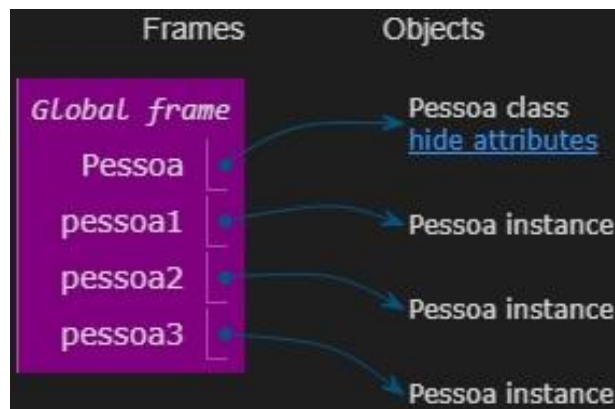 Frames Objects
Global frame
Pessoa
pessoa1
pessoa2
pessoa3
Pessoa class
hide attributes
Pessoa instance
Pessoa instance
Pessoa instance